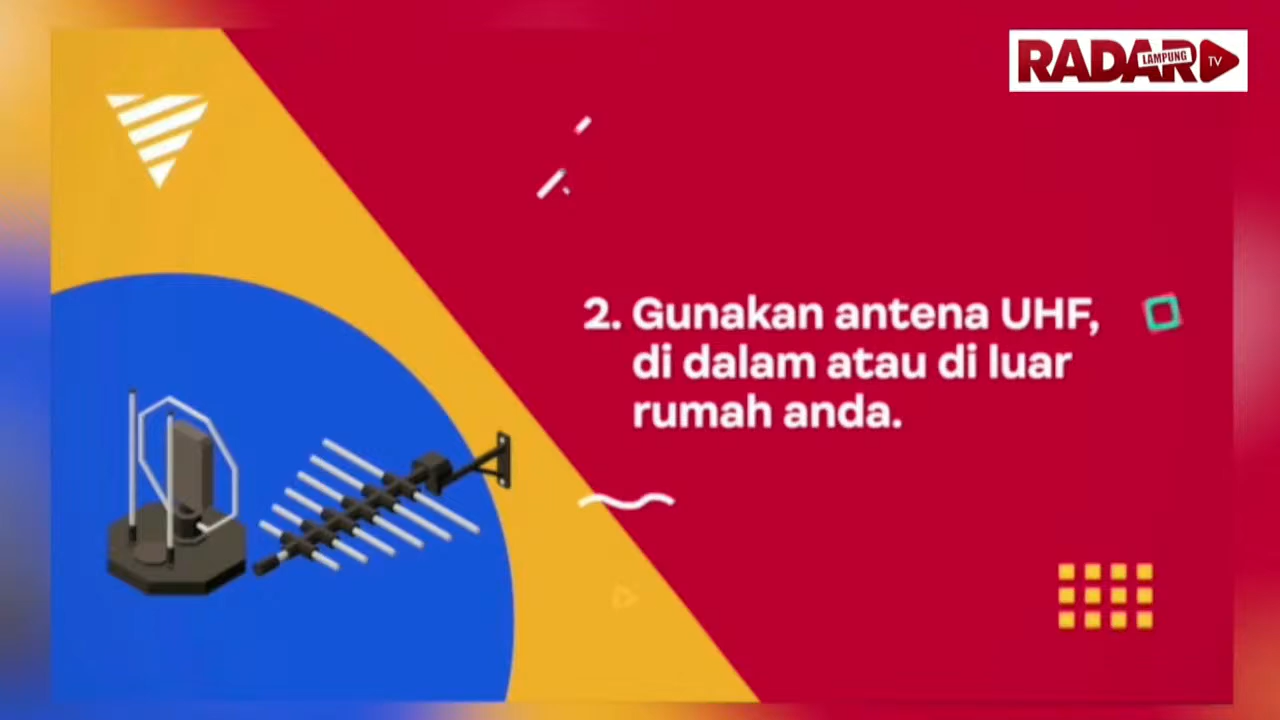 RADAR LAMPUNG TV
2. Gunakan antena UHF,
di dalam atau di luar
rumah anda.